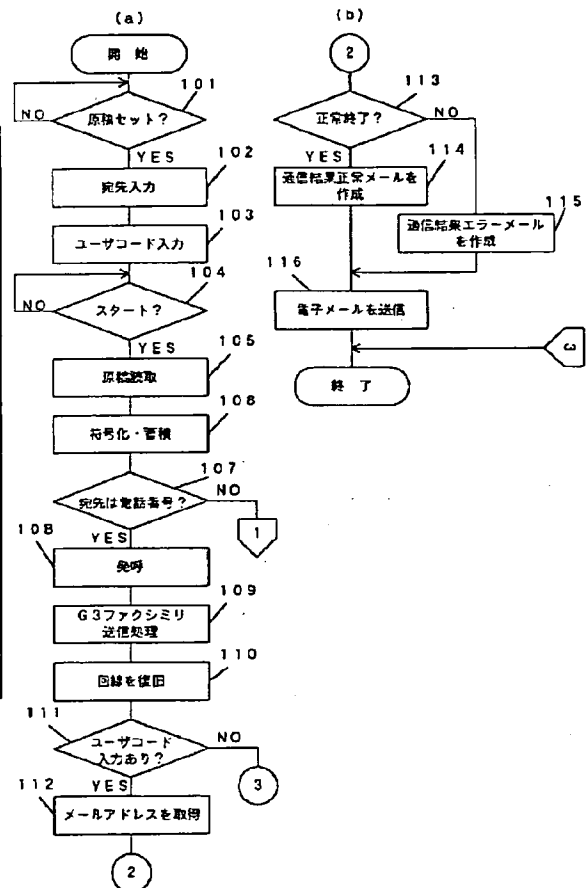 (a)
開 始
101
原稿セット?
NO
YES
102
宛先入力
103
ユーザコード入力
104
スタート?
NO
YES
105
原稿読取
106
符号化・蓄積
107
宛先は電話番号?
NO
1
YES
108
発呼
109
G3ファクシミリ
送信処理
110
回線を復旧
111
ユーザコード
入力あり?
NO
3
YES
112
メールアドレスを取得
2
(b)
2
113
正常終了?
NO
YES
114
通信結果正常メールを
作成
115
通信結果エラーメール
を作成
116
電子メールを送信
3
終 了